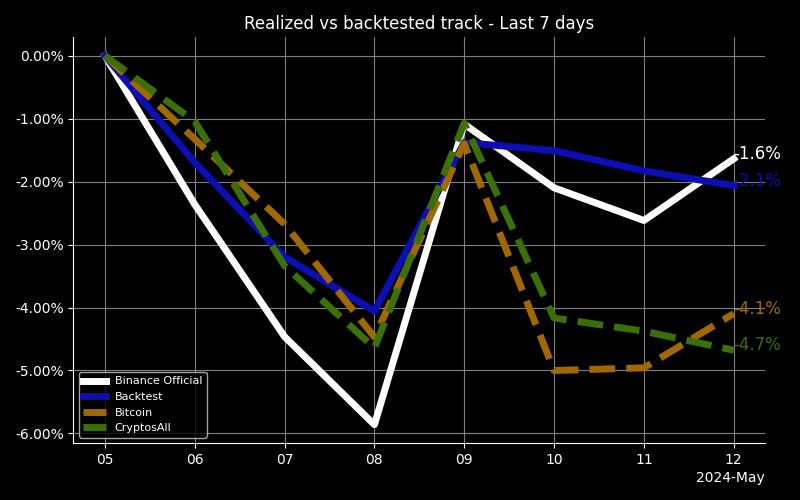 Realized vs backtested track - Last 7 days
0.00%
-1.00%
-2.00%
-3.00%
-4.00%
-5.00%
-6.00%
-1.6%
-2.1%
-4.1%
-4.7%
Binance Official
Backtest
Bitcoin
CryptosAll
05 06 07 08 09 10 11 12
2024-May